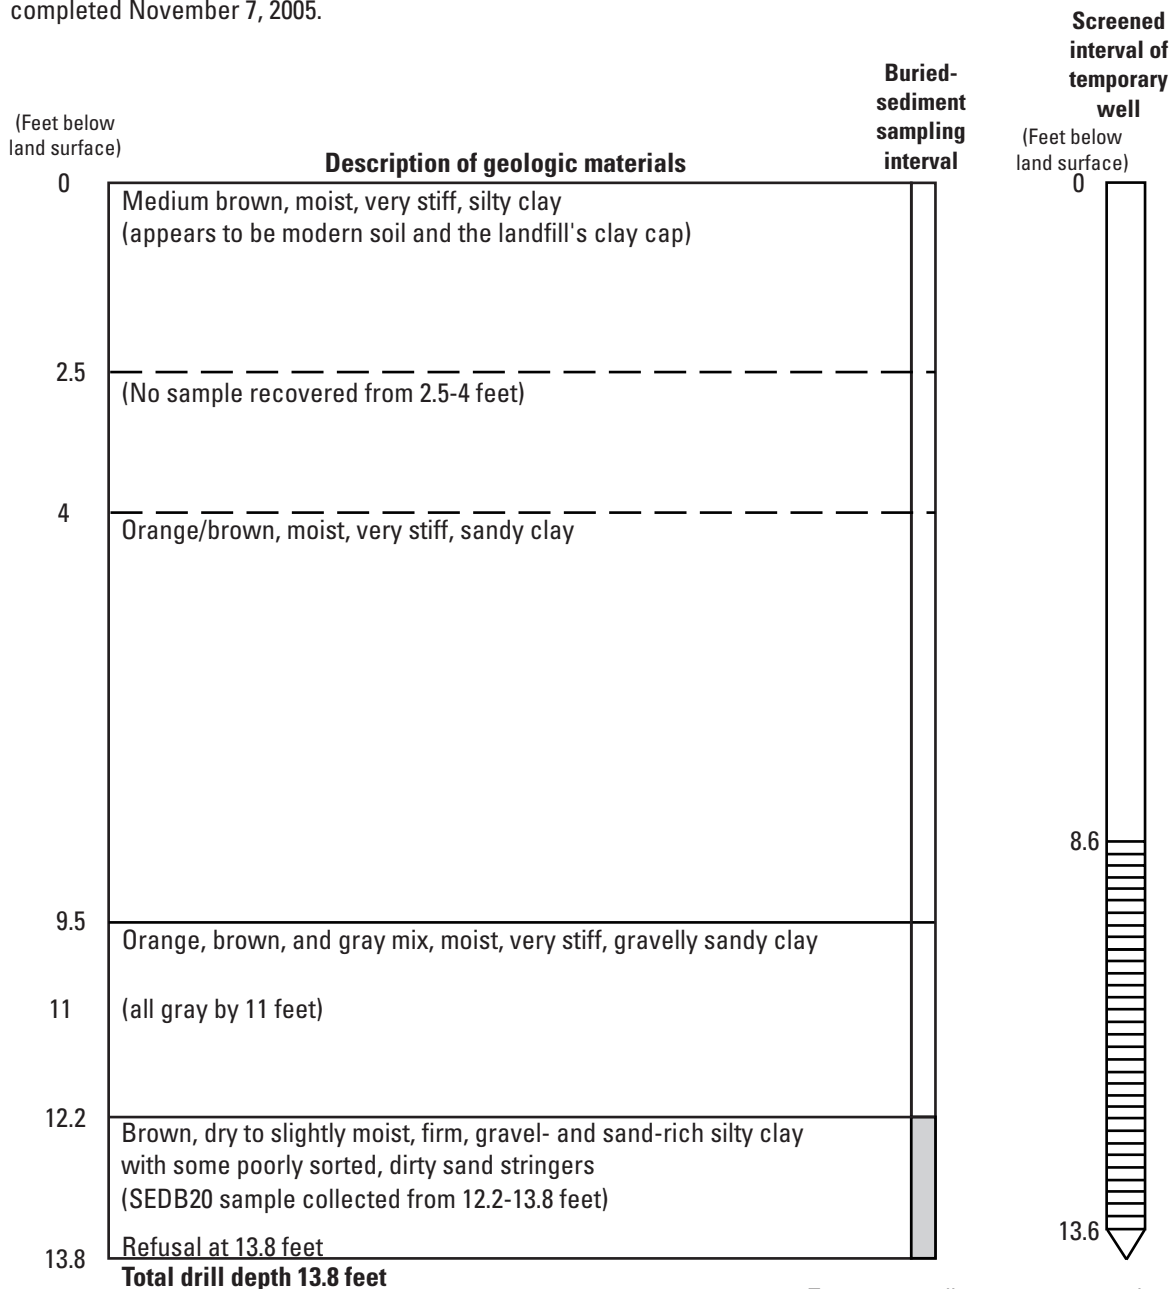 completed November 7, 2005.
Screened
interval of
temporary
well
(Feet below
land surface)
Buried-
sediment
sampling
interval
(Feet below
land surface)
Description of geologic materials
0
0
Medium brown, moist, very stiff, silty clay
(appears to be modern soil and the landfill's clay cap)
2.5
(No sample recovered from 2.5-4 feet)
4
Orange/brown, moist, very stiff, sandy clay
8.6
9.5
Orange, brown, and gray mix, moist, very stiff, gravelly sandy clay
11
(all gray by 11 feet)
12.2
Brown, dry to slightly moist, firm, gravel- and sand-rich silty clay
with some poorly sorted, dirty sand stringers
(SEDB20 sample collected from 12.2-13.8 feet)
13.6
Refusal at 13.8 feet
13.8
Total drill depth 13.8 feet